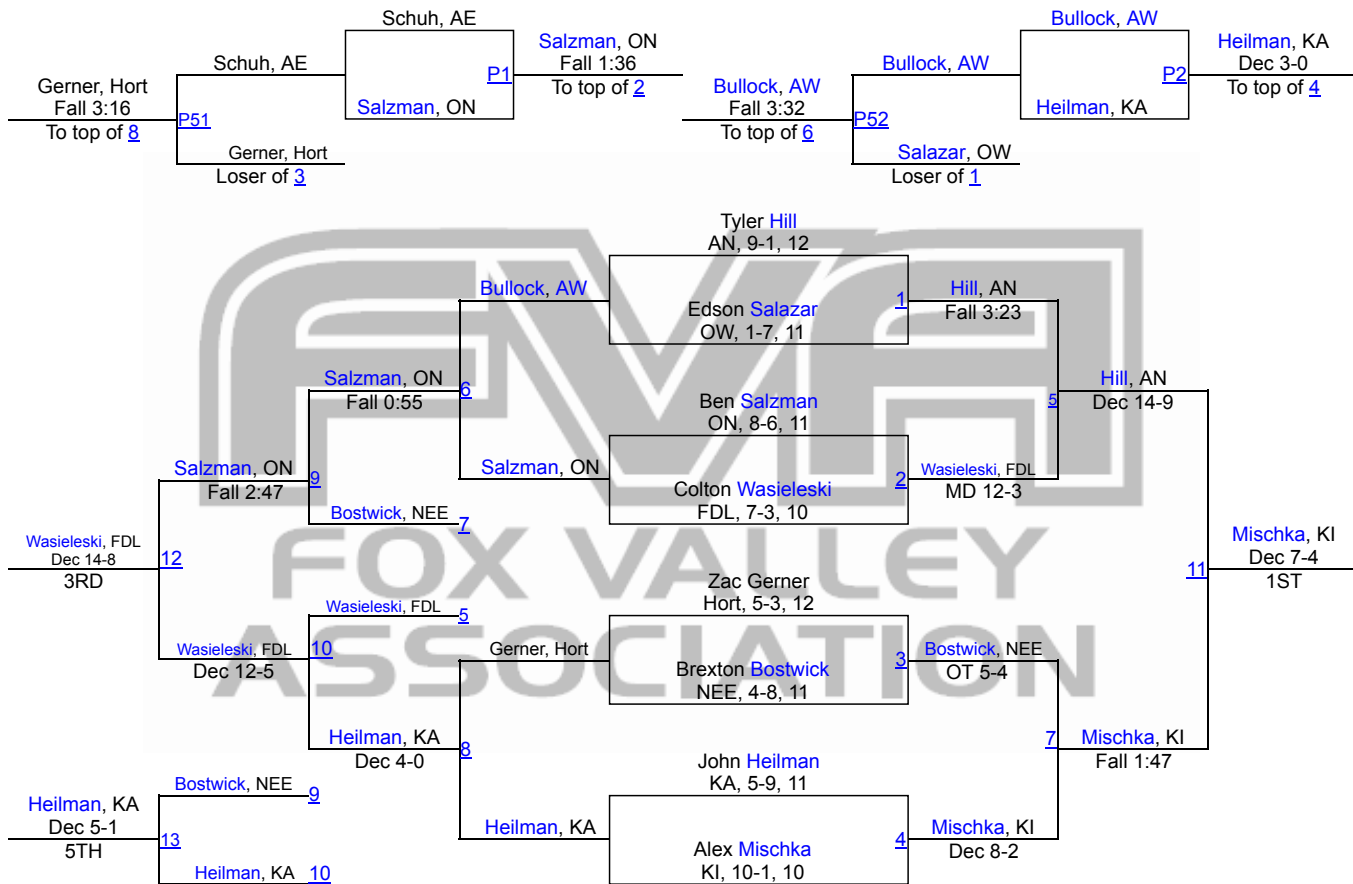 Schuh, AE
Salzman, ON
P1
Salzman, ON
Fall 1:36
To top of 2
Schuh, AE
Gerner, Hort
Fall 3:16
To top of 8
P51
Gerner, Hort
Loser of 3
Bullock, AW
Heilman, KA
P2
Heilman, KA
Dec 3-0
To top of 4
Bullock, AW
Bullock, AW
Fall 3:32
To top of 6
P52
Salazar, OW
Loser of 1
Tyler Hill
AN, 9-1, 12
Bullock, AW
Edson Salazar
OW, 1-7, 11
1
Hill, AN
Fall 3:23
Salzman, ON
Fall 0:55
6
Ben Salzman
ON, 8-6, 11
5
Hill, AN
Dec 14-9
Salzman, ON
Fall 2:47
9
Salzman, ON
Colton Wasieleski
FDL, 7-3, 10
2
Wasieleski, FDL
MD 12-3
Bostwick, NEE
7
FOX VALLEY
ASSOCIATION
Wasieleski, FDL
Dec 14-8
3RD
12
Zac Gerner
Hort, 5-3, 12
11
Mischka, KI
Dec 7-4
1ST
Wasieleski, FDL
5
Wasieleski, FDL
Dec 12-5
10
Gerner, Hort
Brexton Bostwick
NEE, 4-8, 11
3
Bostwick, NEE
OT 5-4
Heilman, KA
Dec 4-0
8
John Heilman
KA, 5-9, 11
7
Mischka, KI
Fall 1:47
Bostwick, NEE
9
Heilman, KA
Dec 5-1
5TH
13
Heilman, KA
10
Heilman, KA
Alex Mischka
KI, 10-1, 10
4
Mischka, KI
Dec 8-2
FVA